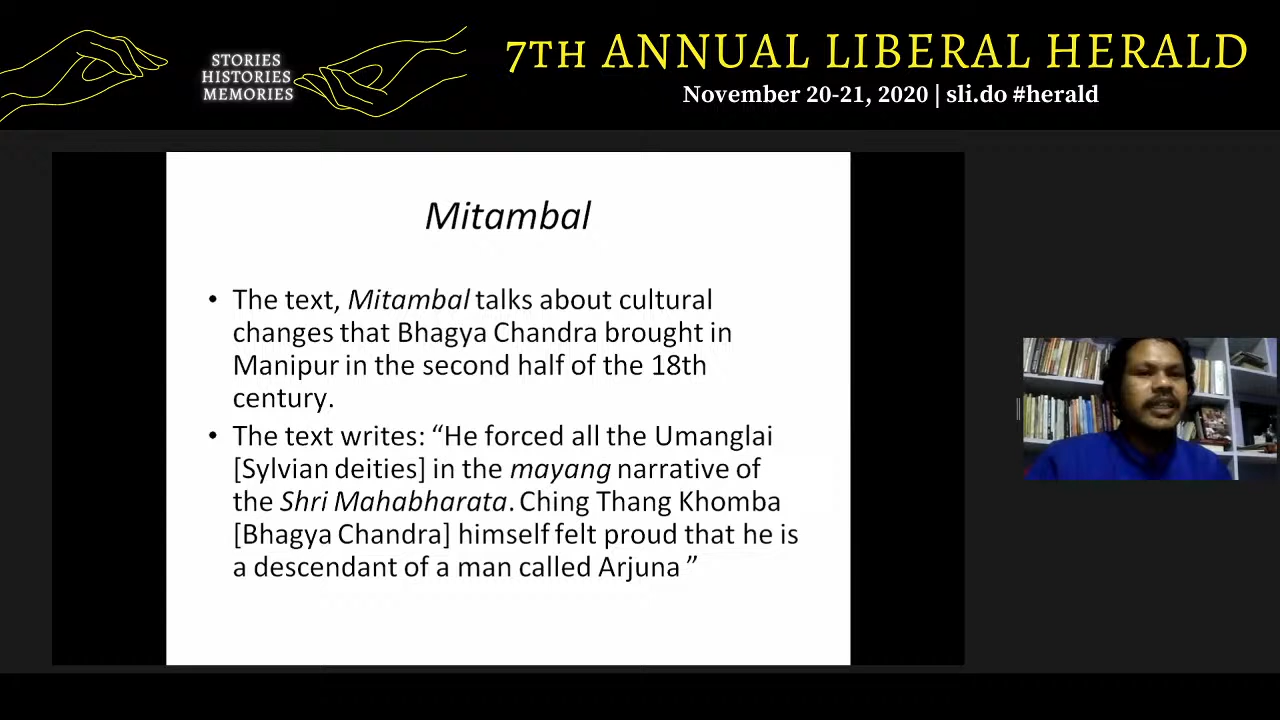 STORIES
HISTORIES
MEMORIES
7TH ANNUAL LIBERAL HERALD
November 20-21, 2020 | sli.do #herald
Mitambal
• The text, Mitambal talks about cultural
changes that Bhagya Chandra brought in
Manipur in the second half of the 18th
century.
• The text writes: “He forced all the Umanglai
[Sylvian deities] in the mayang narrative of
the Shri Mahabharata. Ching Thang Khomba
[Bhagya Chandra] himself felt proud that he is
a descendant of a man called Arjuna ”